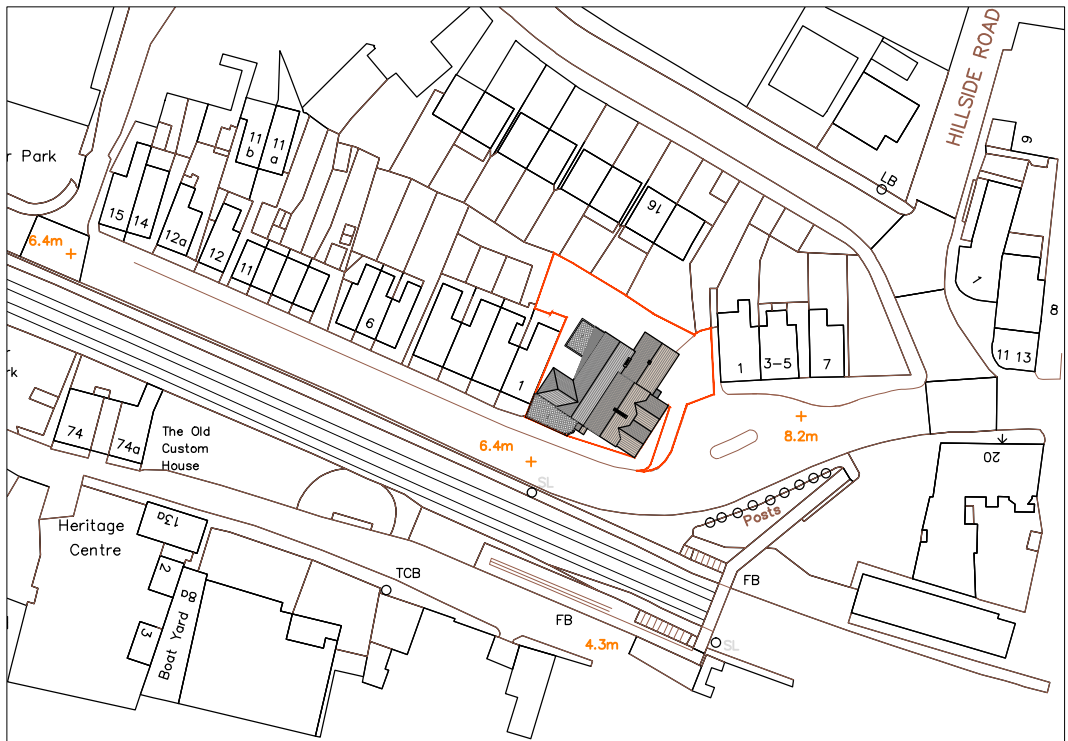 HILLSIDE ROAD
r Park
11 b
11 a
LB
9
16
15
14
12a
12
11
6
1
6.4m
1
3-5
7
1
8
11 13
rk
74
74a
The Old
Custom
House
6.4m
8.2m
SL
20
Posts
Heritage
Centre
13a
2
8a
3
Boat Yard
TCB
FB
FB
4.3m
SL